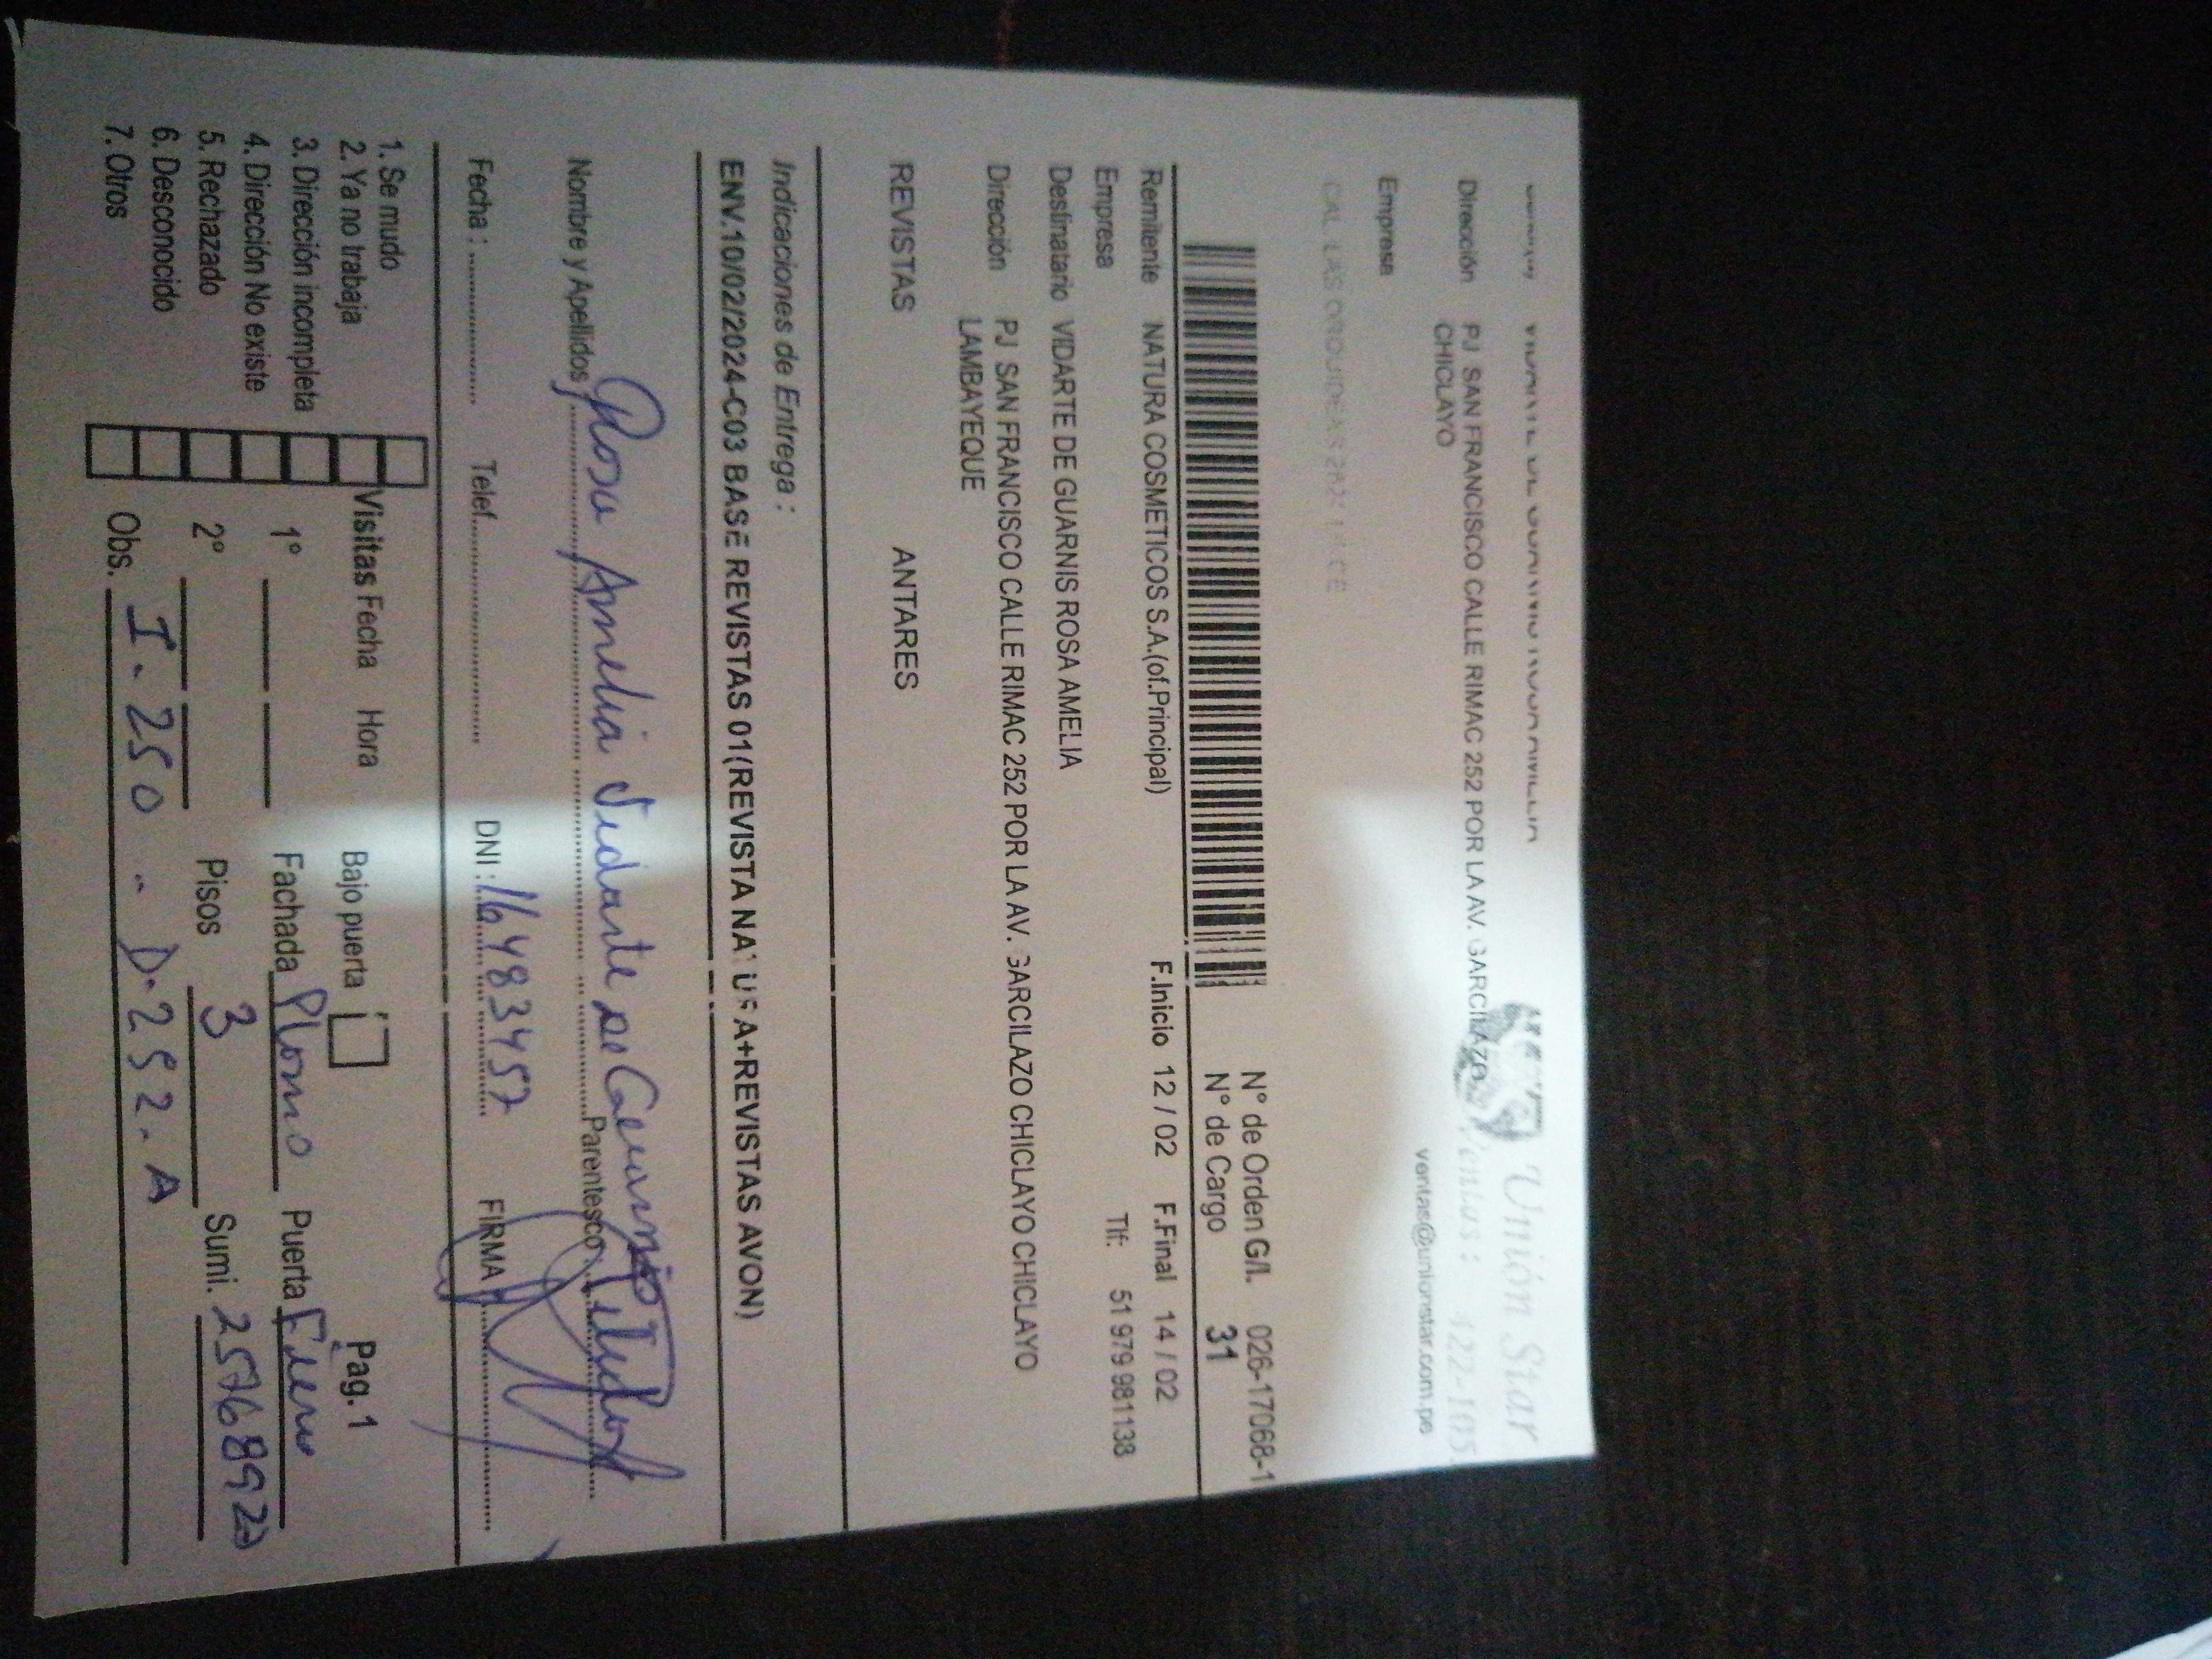 Unión Star
Dirección PJ SAN FRANCISCO CALLE RIMAC 252 POR LA AV. GARCILAZO
CHICLAYO
Ventas: 422-105
ventas@unionstar.com.pe
Empresa
CAL LAS ORQUIDEAS
N° de Orden G/l. 026-17068-1
N° de Cargo 31
Remitente NATURA COSMETICOS S.A.(of.Principal) F.Inicio 12 / 02 F.Final 14 / 02
Empresa Tlf: 51 979 981138
Destinatario VIDARTE DE GUARNIS ROSA AMELIA
Dirección PJ SAN FRANCISCO CALLE RIMAC 252 POR LA AV. GARCILAZO CHICLAYO CHICLAYO
LAMBAYEQUE
REVISTAS ANTARES
Indicaciones de Entrega :
ENV.10/02/2024-C03 BASE REVISTAS 01(REVISTA NATURA+REVISTAS AVON)
Nombre y Apellidos Rosa Amelia Vidarte de Guarnis Parentesco Titular
Fecha : Telef. DNI : 16483457 FIRMA
1. Se mudo Visitas Fecha Hora Bajo puerta Pag.1
2. Ya no trabaja
3. Dirección incompleta 1° Fachada Plomo Puerta Fierro
4. Dirección No existe
5. Rechazado 2° Pisos 3 Sumi. 25768922
6. Desconocido
7. Otros Obs. I. 250 - D. 252. A